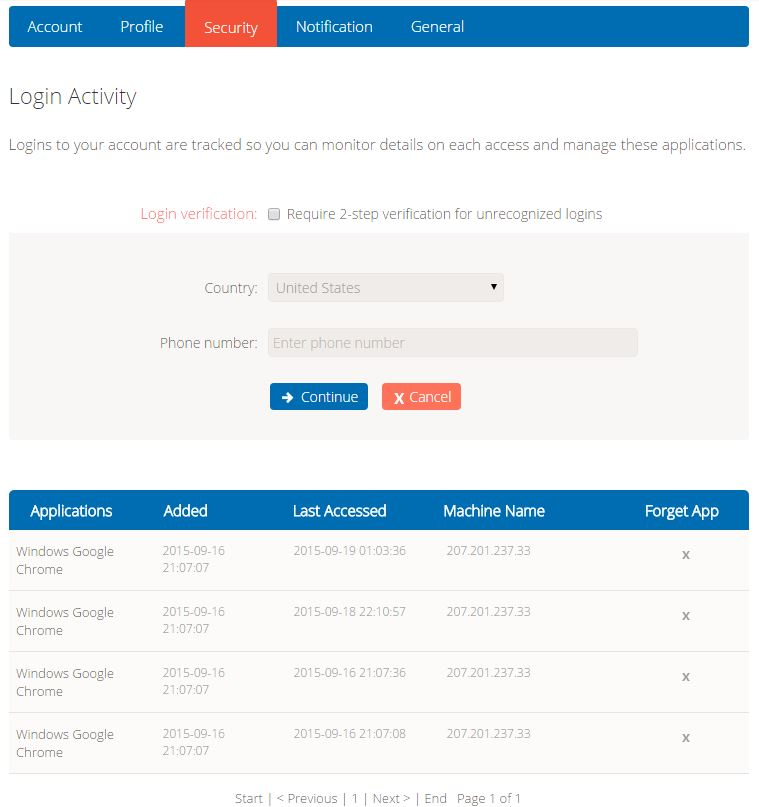 Account Profile Security Notification General
Login Activity
Logins to your account are tracked so you can monitor details on each access and manage these applications.
Login verification: Require 2-step verification for unrecognized logins
Country: United States
Phone number: Enter phone number
Continue X Cancel
Applications Added Last Accessed Machine Name Forget App
Windows Google 2015-09-16 2015-09-19 01:03:36 207.201.237.33 x
Chrome 21:07:07
Windows Google 2015-09-16 2015-09-18 22:10:57 207.201.237.33 x
Chrome 21:07:07
Windows Google 2015-09-16 2015-09-16 21:07:36 207.201.237.33 x
Chrome 21:07:07
Windows Google 2015-09-16 2015-09-16 21:07:08 207.201.237.33 x
Chrome 21:07:07
Start | < Previous | 1 | Next > | End Page 1 of 1